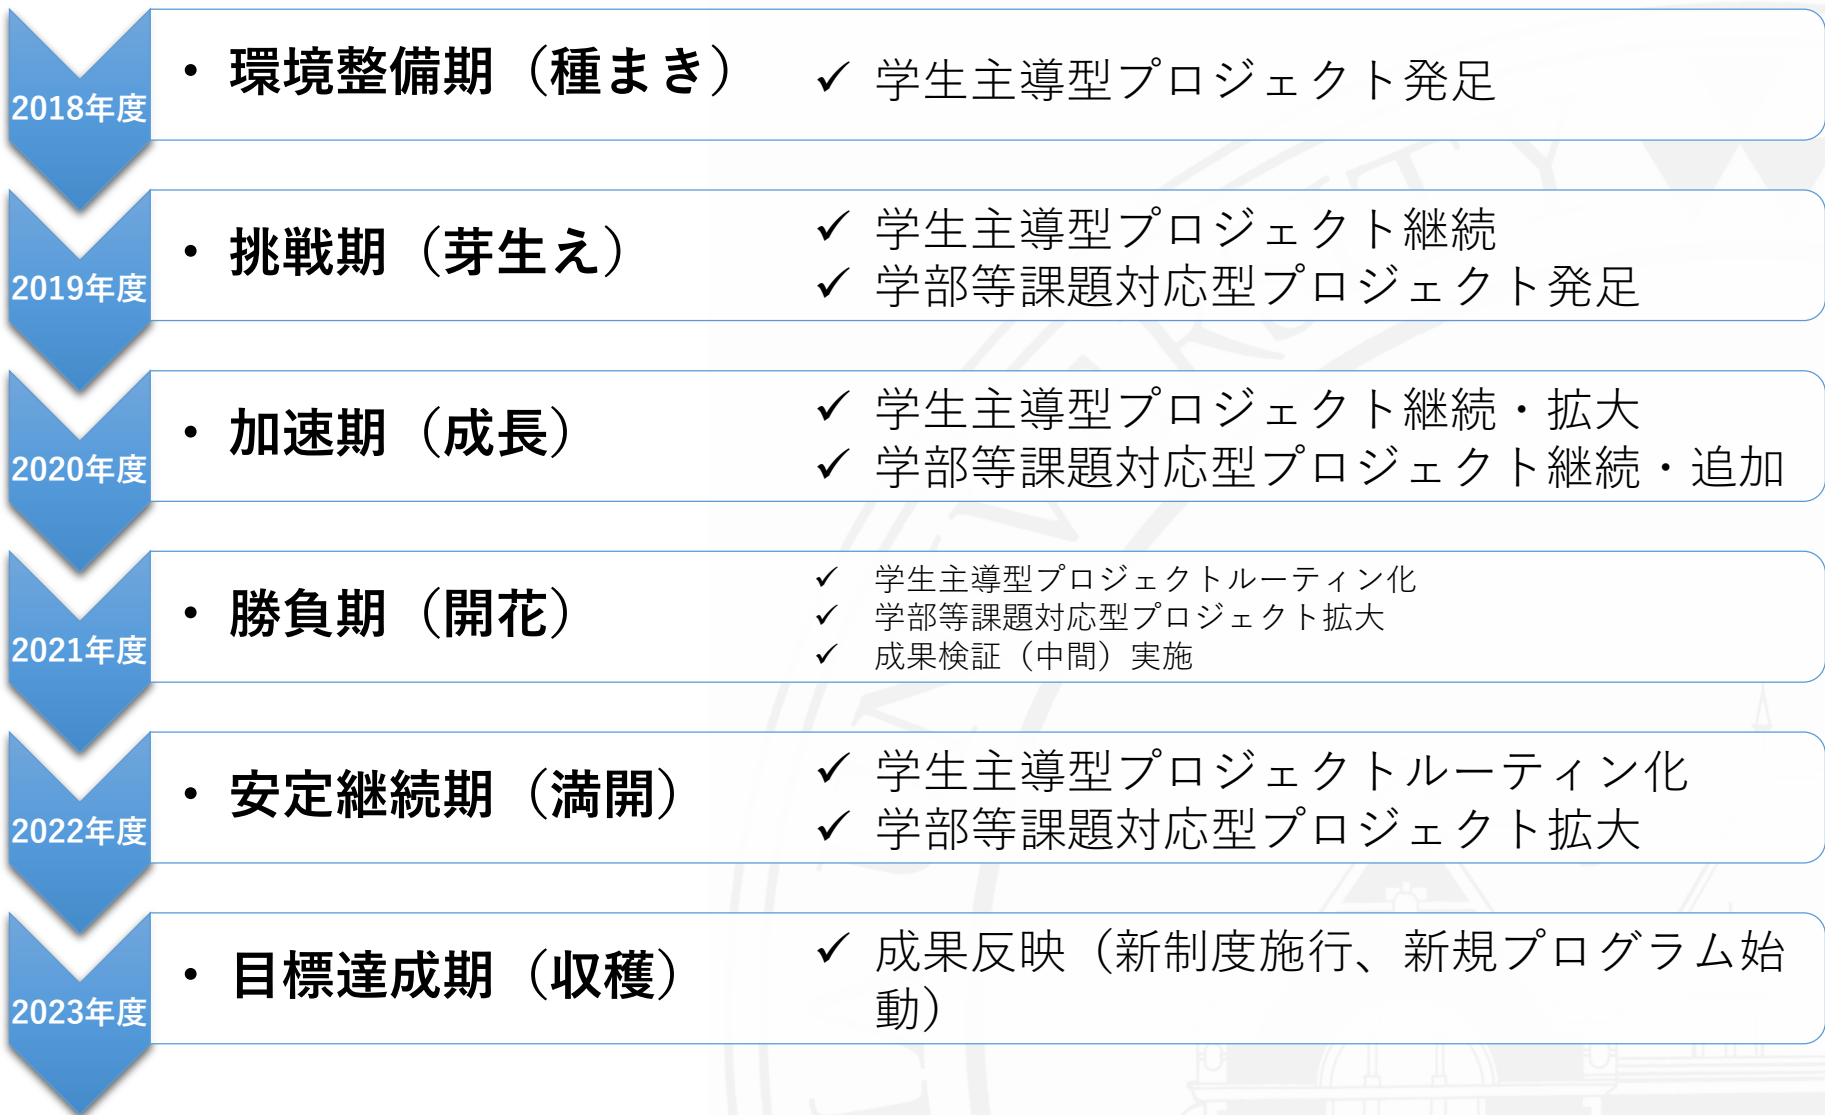 2018年度
・環境整備期（種まき）
✓ 学生主導型プロジェクト発足
2019年度
・挑戦期（芽生え）
✓ 学生主導型プロジェクト継続
✓ 学部等課題対応型プロジェクト発足
2020年度
・加速期（成長）
✓ 学生主導型プロジェクト継続・拡大
✓ 学部等課題対応型プロジェクト継続・追加
2021年度
・勝負期（開花）
✓ 学生主導型プロジェクトルーティン化
✓ 学部等課題対応型プロジェクト拡大
✓ 成果検証（中間）実施
2022年度
・安定継続期（満開）
✓ 学生主導型プロジェクトルーティン化
✓ 学部等課題対応型プロジェクト拡大
2023年度
・目標達成期（収穫）
✓ 成果反映（新制度施行、新規プログラム始
動）